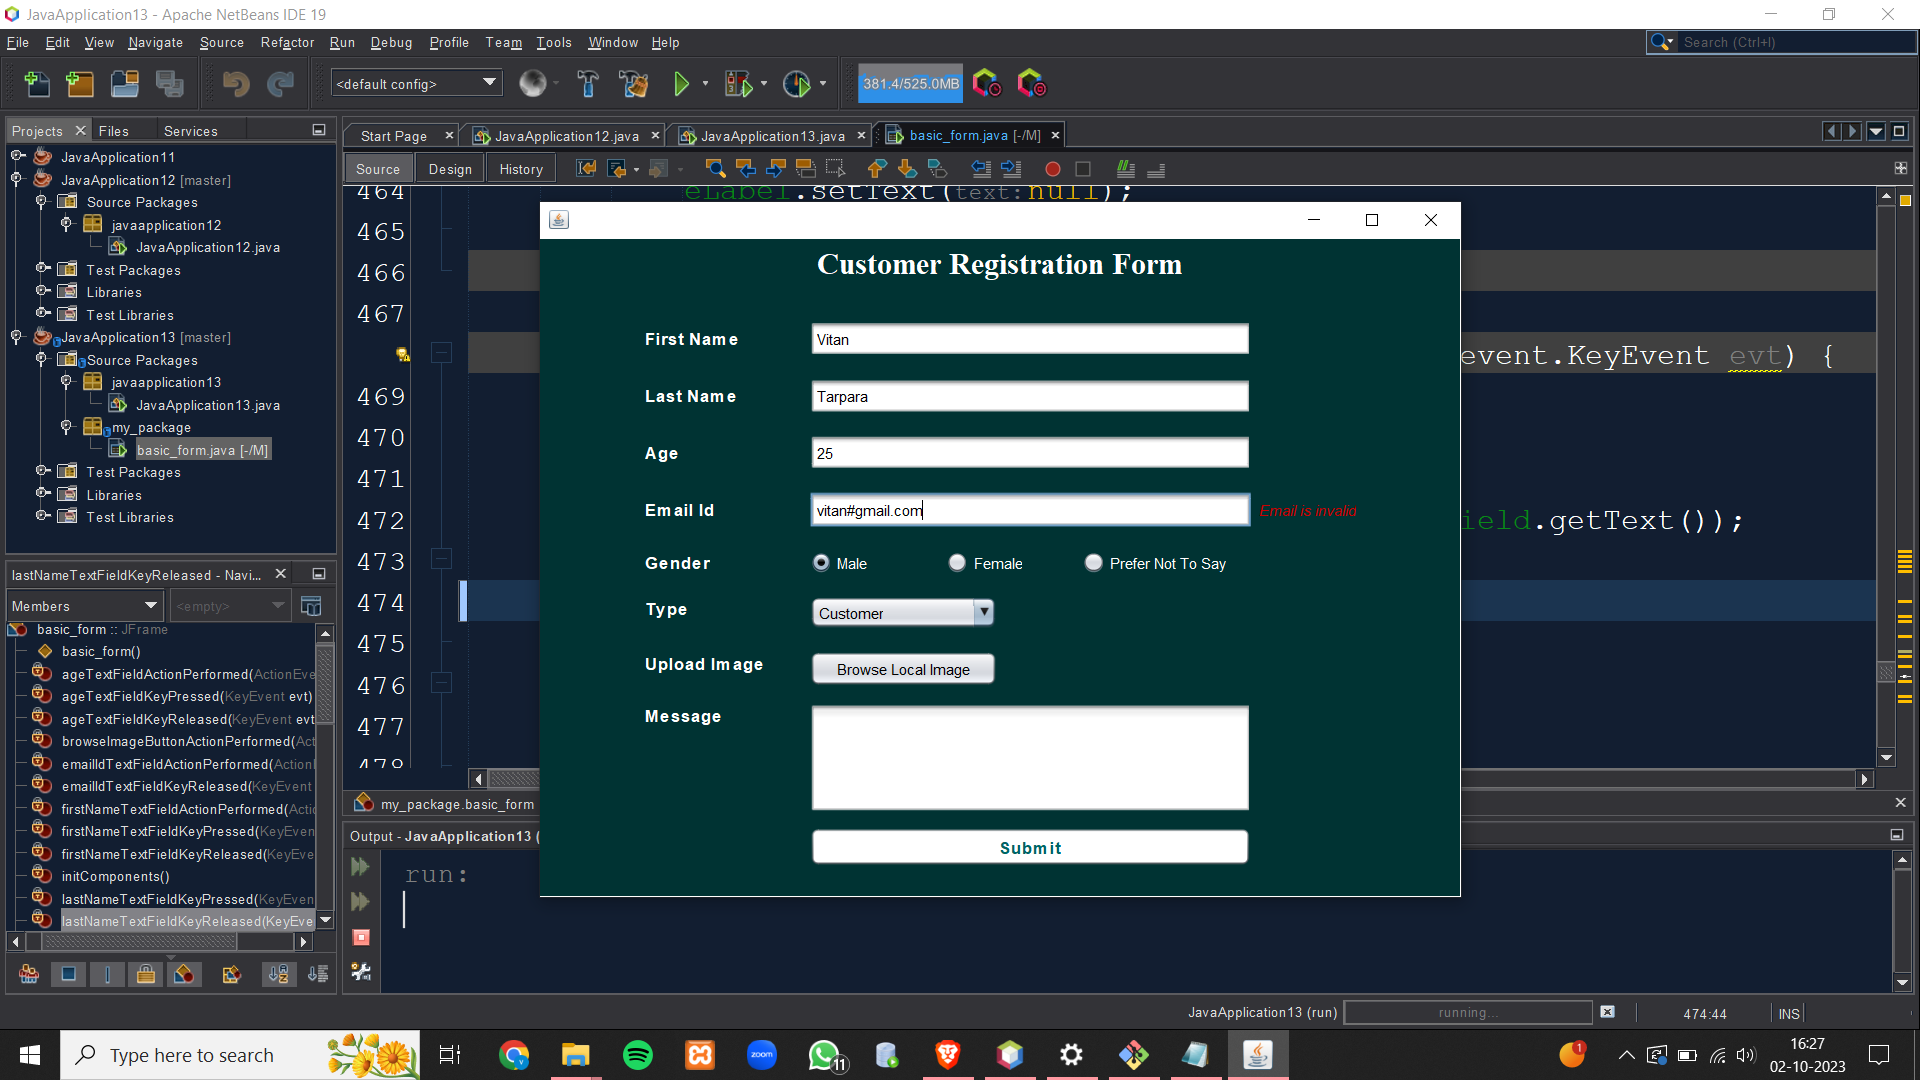 JavaApplication13 - Apache NetBeans IDE 19
File Edit View Navigate Source Refactor Run Debug Profile Team Tools Window Help
Search (Ctrl+I)
<default config>
381.4/525.0MB
Projects Files Services
JavaApplication11
JavaApplication12 [master]
Source Packages
javaapplication12
JavaApplication12.java
Test Packages
Libraries
Test Libraries
JavaApplication13 [master]
Source Packages
javaapplication13
JavaApplication13.java
my_package
basic_form.java [-/M]
Test Packages
Libraries
Test Libraries
Start Page JavaApplication12.java JavaApplication13.java basic_form.java [-/M]
Source Design History
464 eLabel.setText(text:null);
465
466
467
event.KeyEvent evt) {
469
470
471
472 ield.getText());
473
474
475
476
477
478
my_package.basic_form
lastNameTextFieldKeyReleased - Navi...
Members <empty>
basic_form :: JFrame
basic_form()
ageTextFieldActionPerformed(ActionEve
ageTextFieldKeyPressed(KeyEvent evt)
ageTextFieldKeyReleased(KeyEvent evt
browseImageButtonActionPerformed(Act
emailIdTextFieldActionPerformed(Action
emailIdTextFieldKeyReleased(KeyEvent
firstNameTextFieldActionPerformed(Actio
firstNameTextFieldKeyPressed(KeyEven
firstNameTextFieldKeyReleased(KeyEve
initComponents()
lastNameTextFieldKeyPressed(KeyEven
lastNameTextFieldKeyReleased(KeyEve
Customer Registration Form
First Name Vitan
Last Name Tarpara
Age 25
Email Id vitan#gmail.com Email is invalid
Gender Male Female Prefer Not To Say
Type Customer
Upload Image Browse Local Image
Message
Submit
Output - JavaApplication13 (
run:
JavaApplication13 (run) running... 474:44 INS
Type here to search
zoom
11
1
16:27
02-10-2023